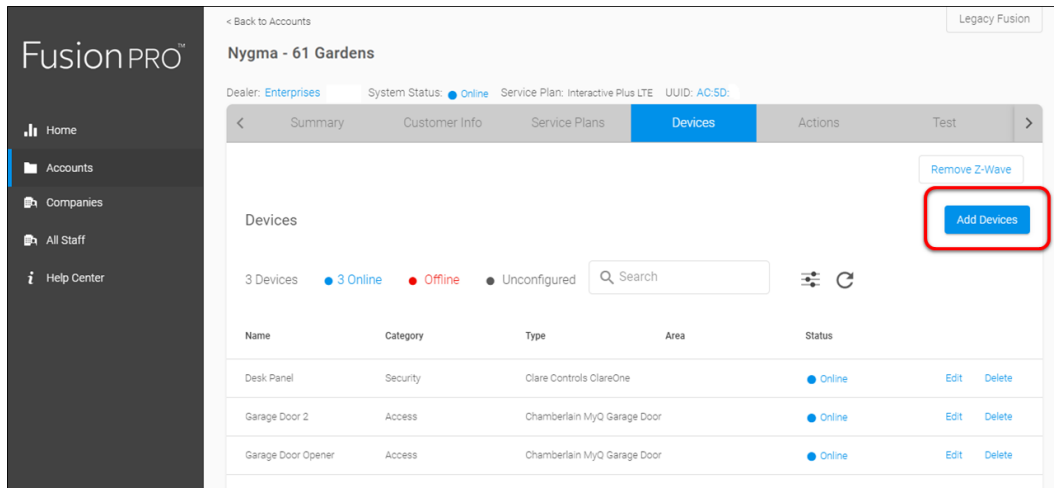 < Back to Accounts
Legacy Fusion
Fusion PRO™
Nygma - 61 Gardens
Dealer: Enterprises System Status: Online Service Plan: Interactive Plus LTE UUID: AC:5D:
< Summary Customer Info Service Plans Devices Actions Test >
Home
Accounts
Companies
All Staff
Help Center
Remove Z-Wave
Devices
Add Devices
3 Devices 3 Online Offline Unconfigured Search
Name Category Type Area Status
Desk Panel Security Clare Controls ClareOne Online Edit Delete
Garage Door 2 Access Chamberlain MyQ Garage Door Online Edit Delete
Garage Door Opener Access Chamberlain MyQ Garage Door Online Edit Delete